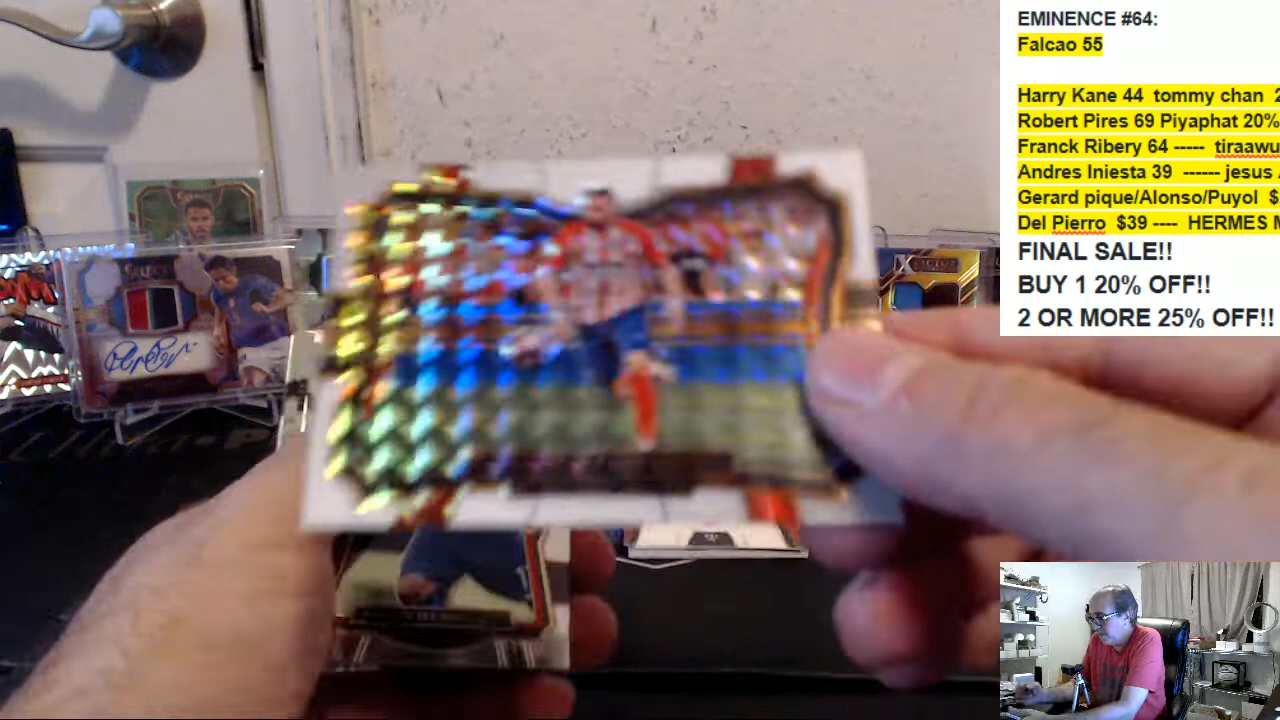 EMINENCE #64:
Falcao 55
Harry Kane 44 tommy chan 2
Robert Pires 69 Piyaphat 20%
Franck Ribery 64 ----- tiraawu
Andres Iniesta 39 ------ jesus
Gerard pique/Alonso/Puyol $
Del Pierro $39 ---- HERMES M
FINAL SALE!!
BUY 1 20% OFF!!
2 OR MORE 25% OFF!!
SELECT